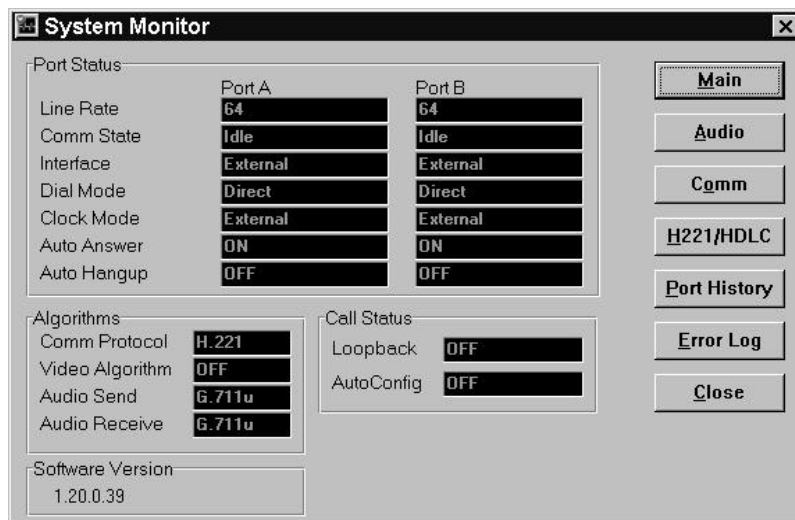 System Monitor
Port Status
Port A Port B
Line Rate 64 64
Comm State Idle Idle
Interface External External
Dial Mode Direct Direct
Clock Mode External External
Auto Answer ON ON
Auto Hangup OFF OFF
Algorithms
Comm Protocol H.221
Video Algorithm OFF
Audio Send G.711u
Audio Receive G.711u
Call Status
Loopback OFF
AutoConfig OFF
Software Version
1.20.0.39
Main
Audio
Comm
H221/HDLC
Port History
Error Log
Close